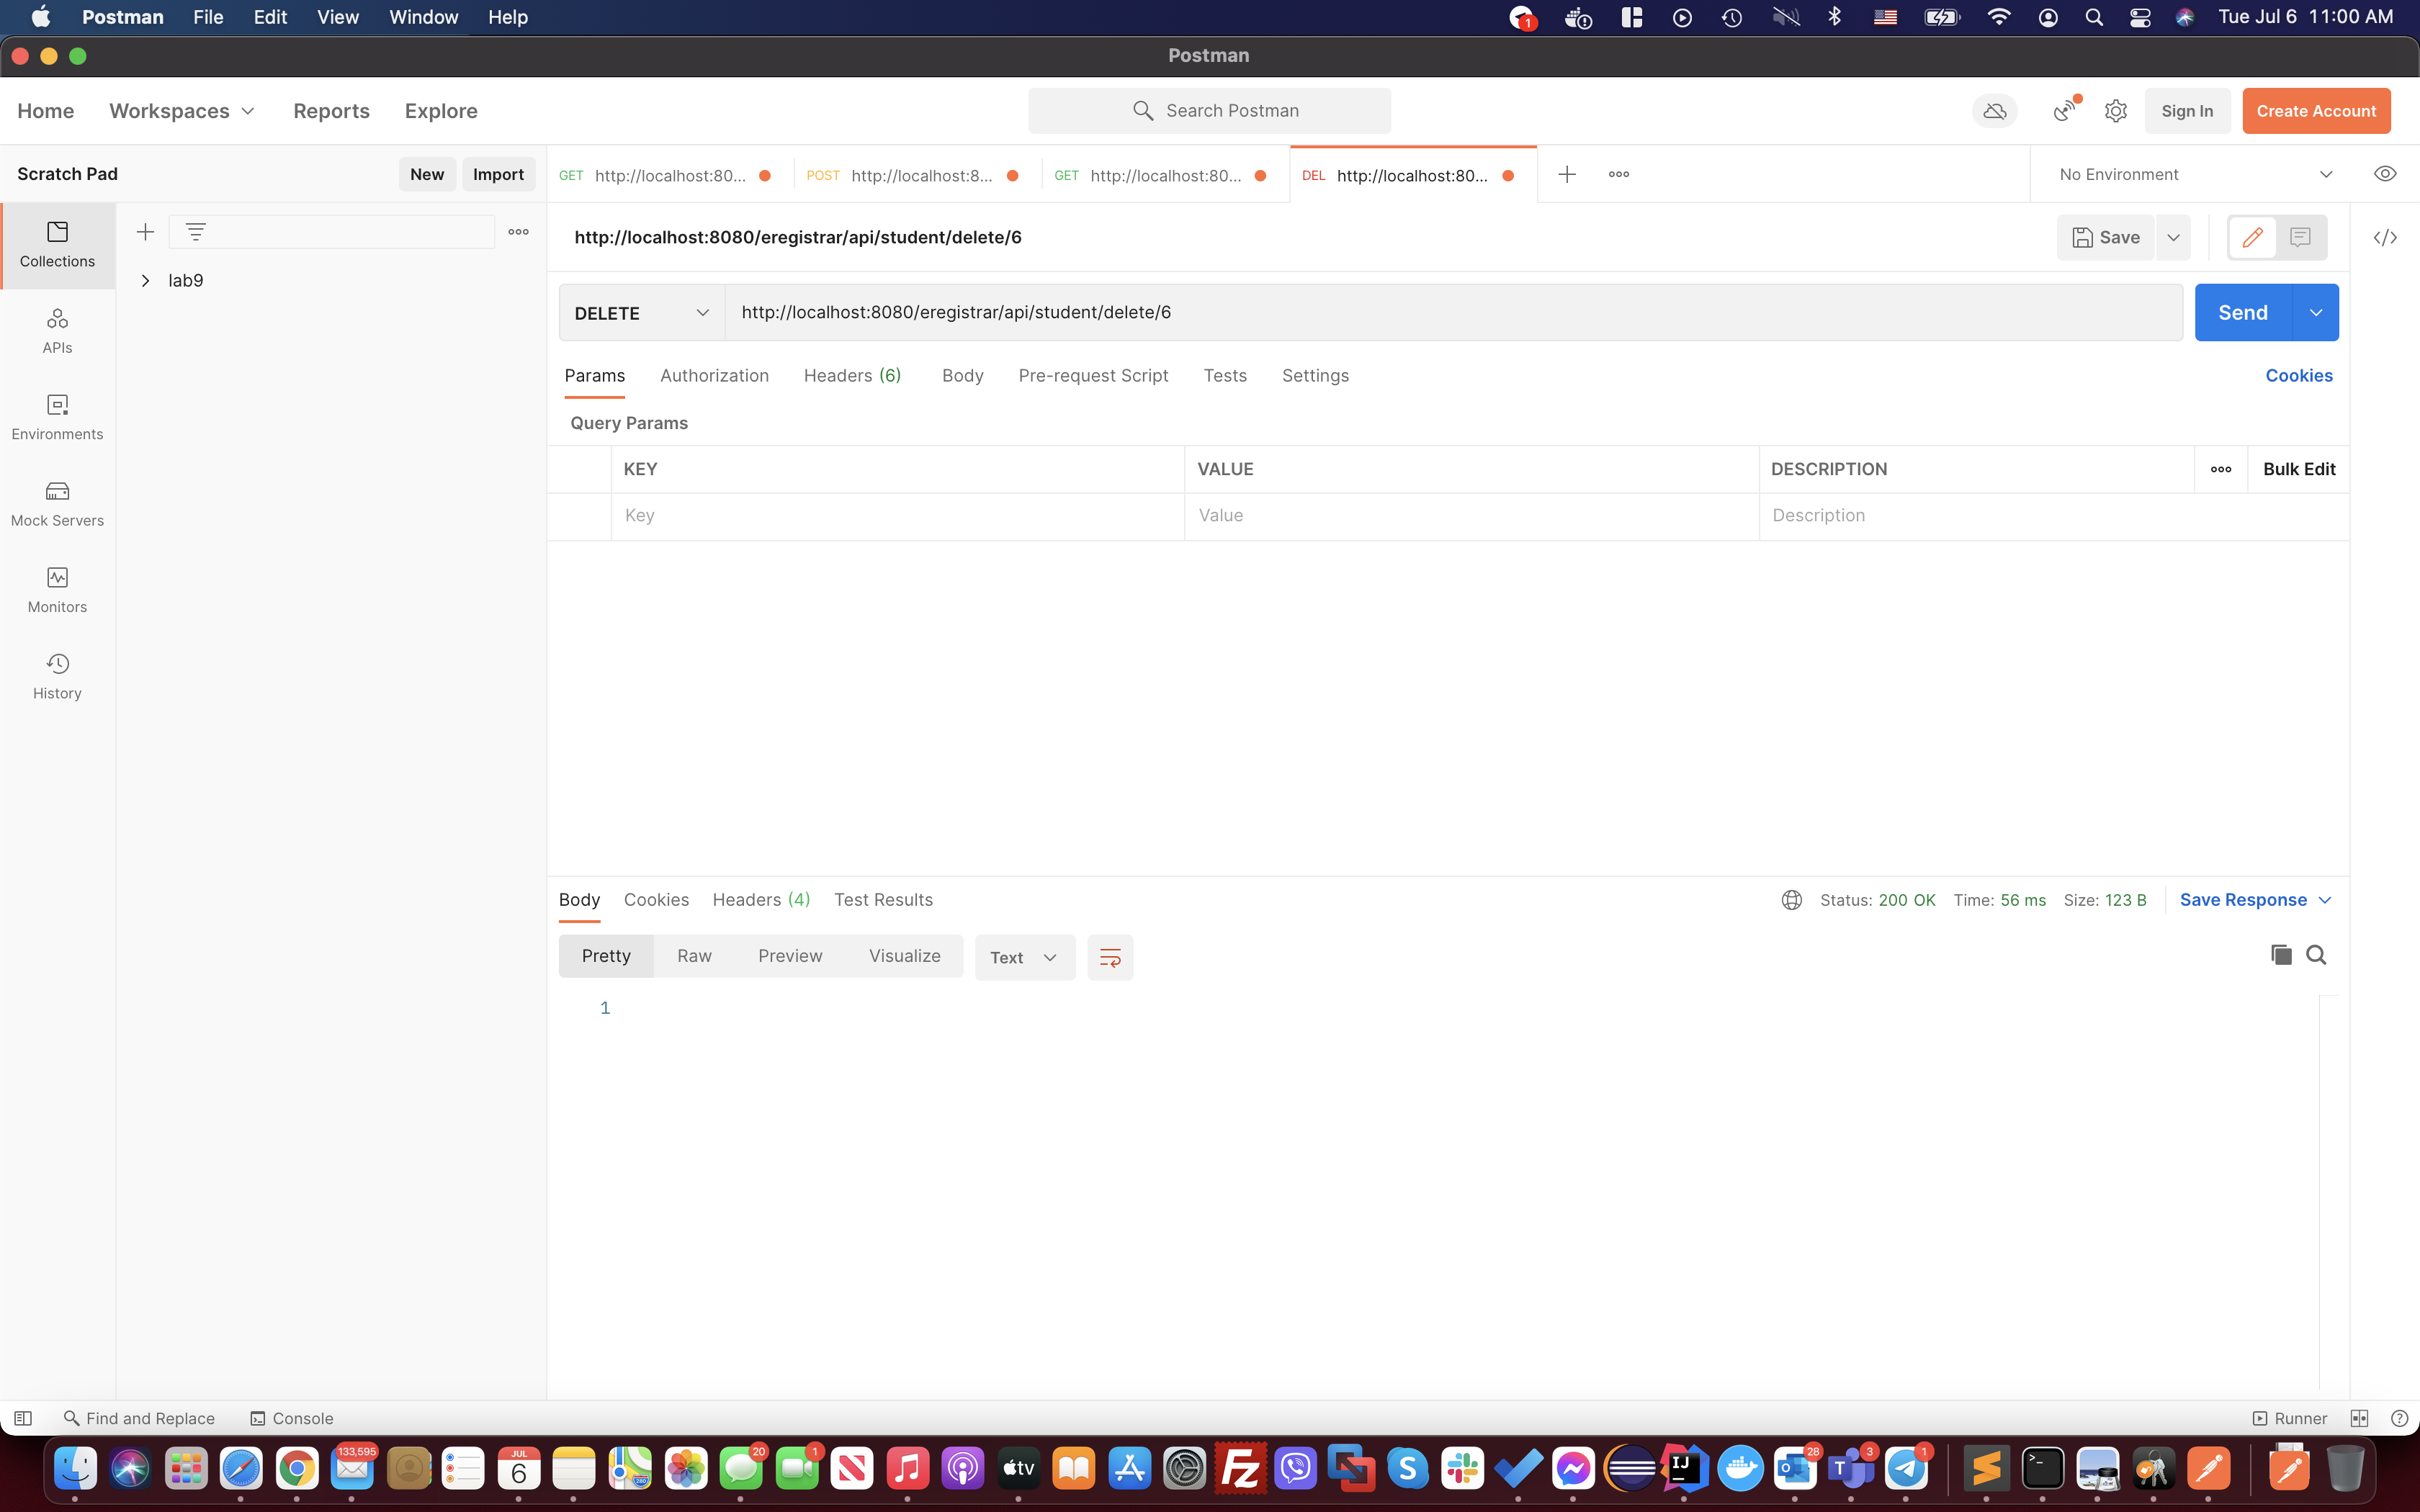 Postman File Edit View Window Help 1 Tue Jul 6 11:00 AM
Postman
Home Workspaces Reports Explore Search Postman Sign In Create Account
Scratch Pad New Import GET http://localhost:80... POST http://localhost:8... GET http://localhost:80... DEL http://localhost:80... No Environment
http://localhost:8080/eregistrar/api/student/delete/6 Save
Collections
lab9
DELETE http://localhost:8080/eregistrar/api/student/delete/6 Send
APIs
Params Authorization Headers (6) Body Pre-request Script Tests Settings Cookies
Query Params
Environments
KEY VALUE DESCRIPTION Bulk Edit
Key Value Description
Mock Servers
Monitors
History
Body Cookies Headers (4) Test Results Status: 200 OK Time: 56 ms Size: 123 B Save Response
Pretty Raw Preview Visualize Text
1
Find and Replace Console Runner
133,595 JUL 6 20 1 tv Fz S IJ 28 T 3 1